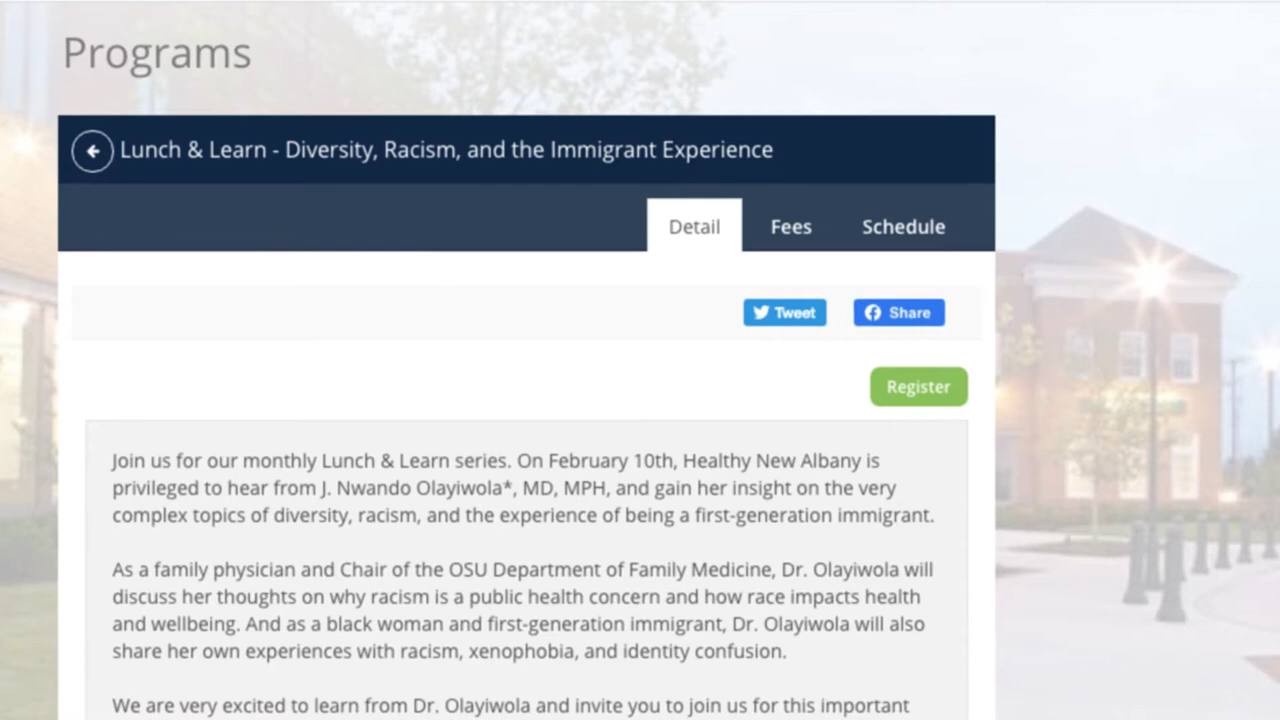 Programs
Lunch & Learn - Diversity, Racism, and the Immigrant Experience
Detail Fees Schedule
Tweet Share
Register
Join us for our monthly Lunch & Learn series. On February 10th, Healthy New Albany is
privileged to hear from J. Nwando Olayiwola*, MD, MPH, and gain her insight on the very
complex topics of diversity, racism, and the experience of being a first-generation immigrant.
As a family physician and Chair of the OSU Department of Family Medicine, Dr. Olayiwola will
discuss her thoughts on why racism is a public health concern and how race impacts health
and wellbeing. And as a black woman and first-generation immigrant, Dr. Olayiwola will also
share her own experiences with racism, xenophobia, and identity confusion.
We are very excited to learn from Dr. Olayiwola and invite you to join us for this important